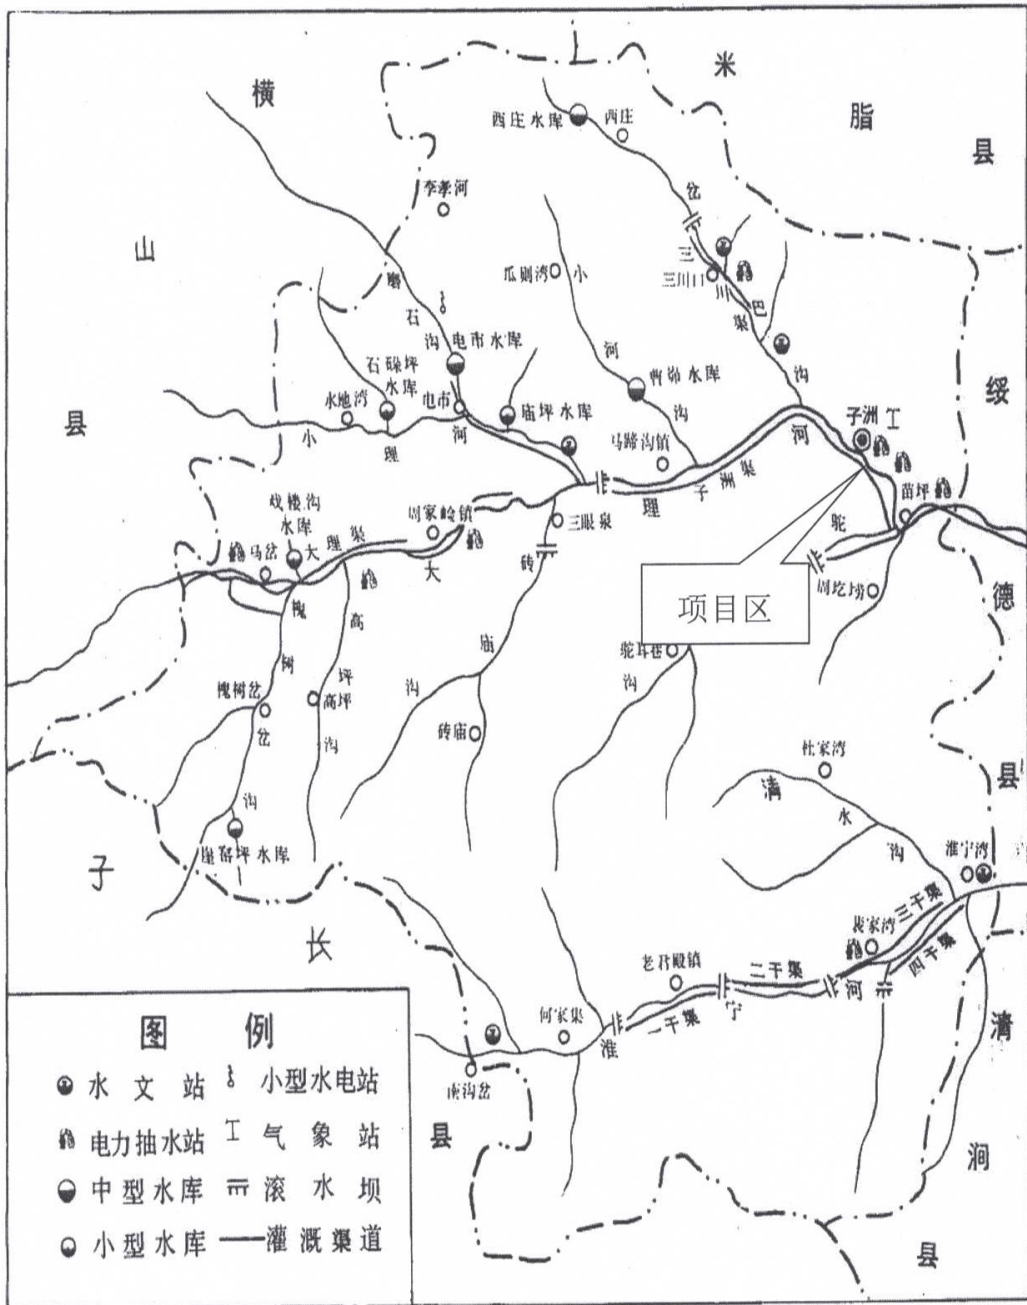 横
米
脂
县
山
县
西庄水库
西庄
李孝河
岔
三
三川口
川
巴
渠
沟
瓜则湾
小
河
沟
磨
石
沟
电市水库
石碌坪
水库
水地湾
电市
庙坪水库
小
理
河
马蹄沟镇
子洲
河
理
子洲渠
绥
苗坪
驼
戏楼沟
水库
马岔
大理渠
周家岭镇
大
三眼泉
砖
项目区
周圪崂
德
槐
高
树
坪
庙
沟
驼耳巷
沟
槐树岔
高坪
岔
沟
砖庙
沟
杜家湾
县
清
水
沟
淮宁湾
崖窑坪水库
子
长
三干渠
裴家湾
四干渠
老君殿镇
二干渠
河
宁
一干渠
何家集
淮
清
南沟岔
县
涧
县
图例
水文站
小型水电站
电力抽水站
气象站
中型水库
滚水坝
小型水库
灌溉渠道